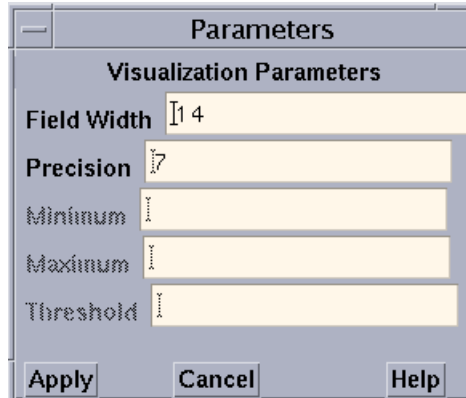 Parameters
Visualization Parameters
Field Width 14
Precision 7
Minimum
Maximum
Threshold
Apply Cancel Help